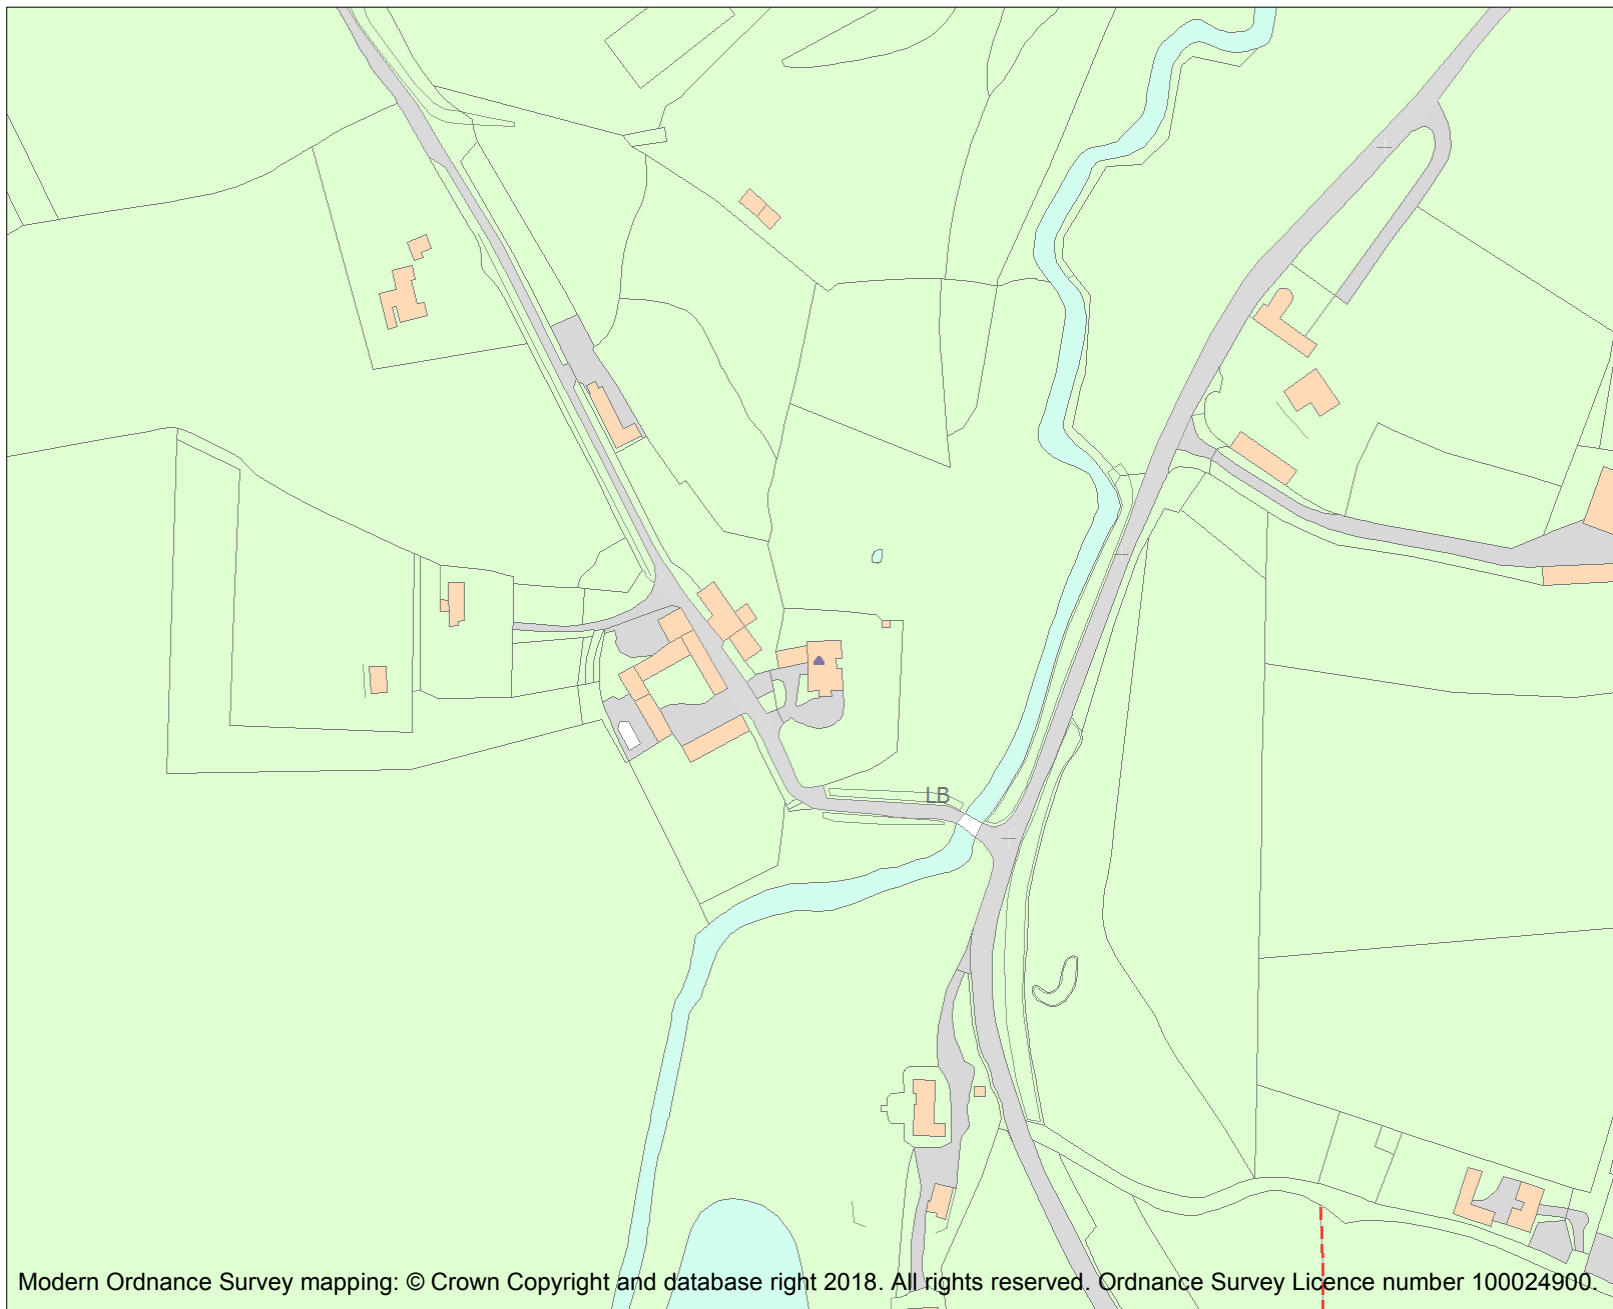 LB
Modern Ordnance Survey mapping: © Crown Copyright and database right 2018. All rights reserved. Ordnance Survey Licence number 100024900.